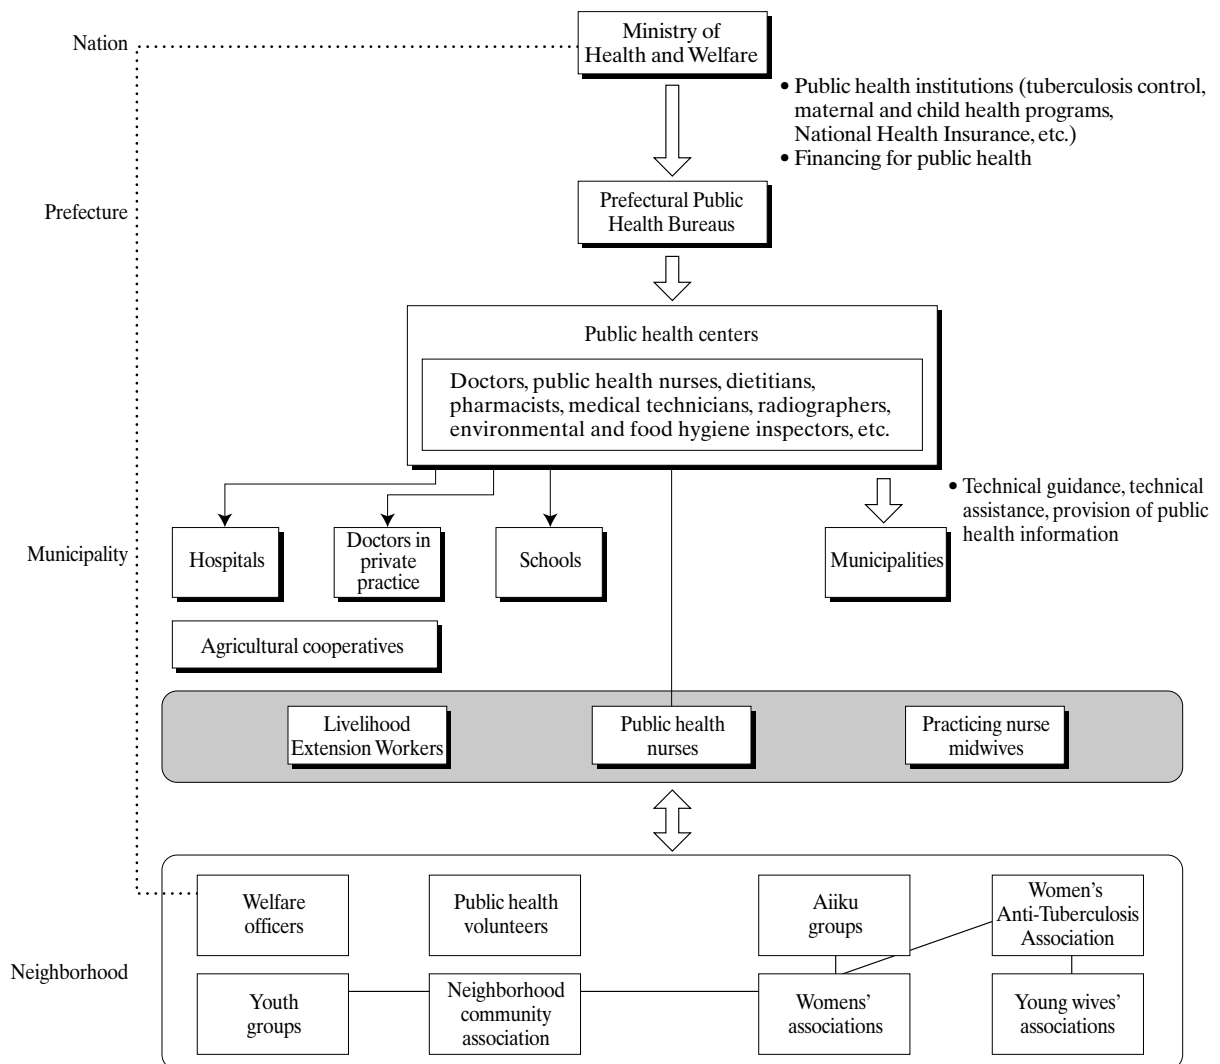 Nation
Ministry of
Health and Welfare
• Public health institutions (tuberculosis control,
maternal and child health programs,
National Health Insurance, etc.)
• Financing for public health
Prefecture
Prefectural Public
Health Bureaus
Public health centers
Doctors, public health nurses, dietitians,
pharmacists, medical technicians, radiographers,
environmental and food hygiene inspectors, etc.
• Technical guidance, technical
assistance, provision of public
health information
Municipality
Hospitals
Doctors in
private
practice
Schools
Municipalities
Agricultural cooperatives
Livelihood
Extension Workers
Public health
nurses
Practicing nurse
midwives
Neighborhood
Welfare
officers
Public health
volunteers
Aiiku
groups
Women's
Anti-Tuberculosis
Association
Youth
groups
Neighborhood
community
association
Womens'
associations
Young wives'
associations